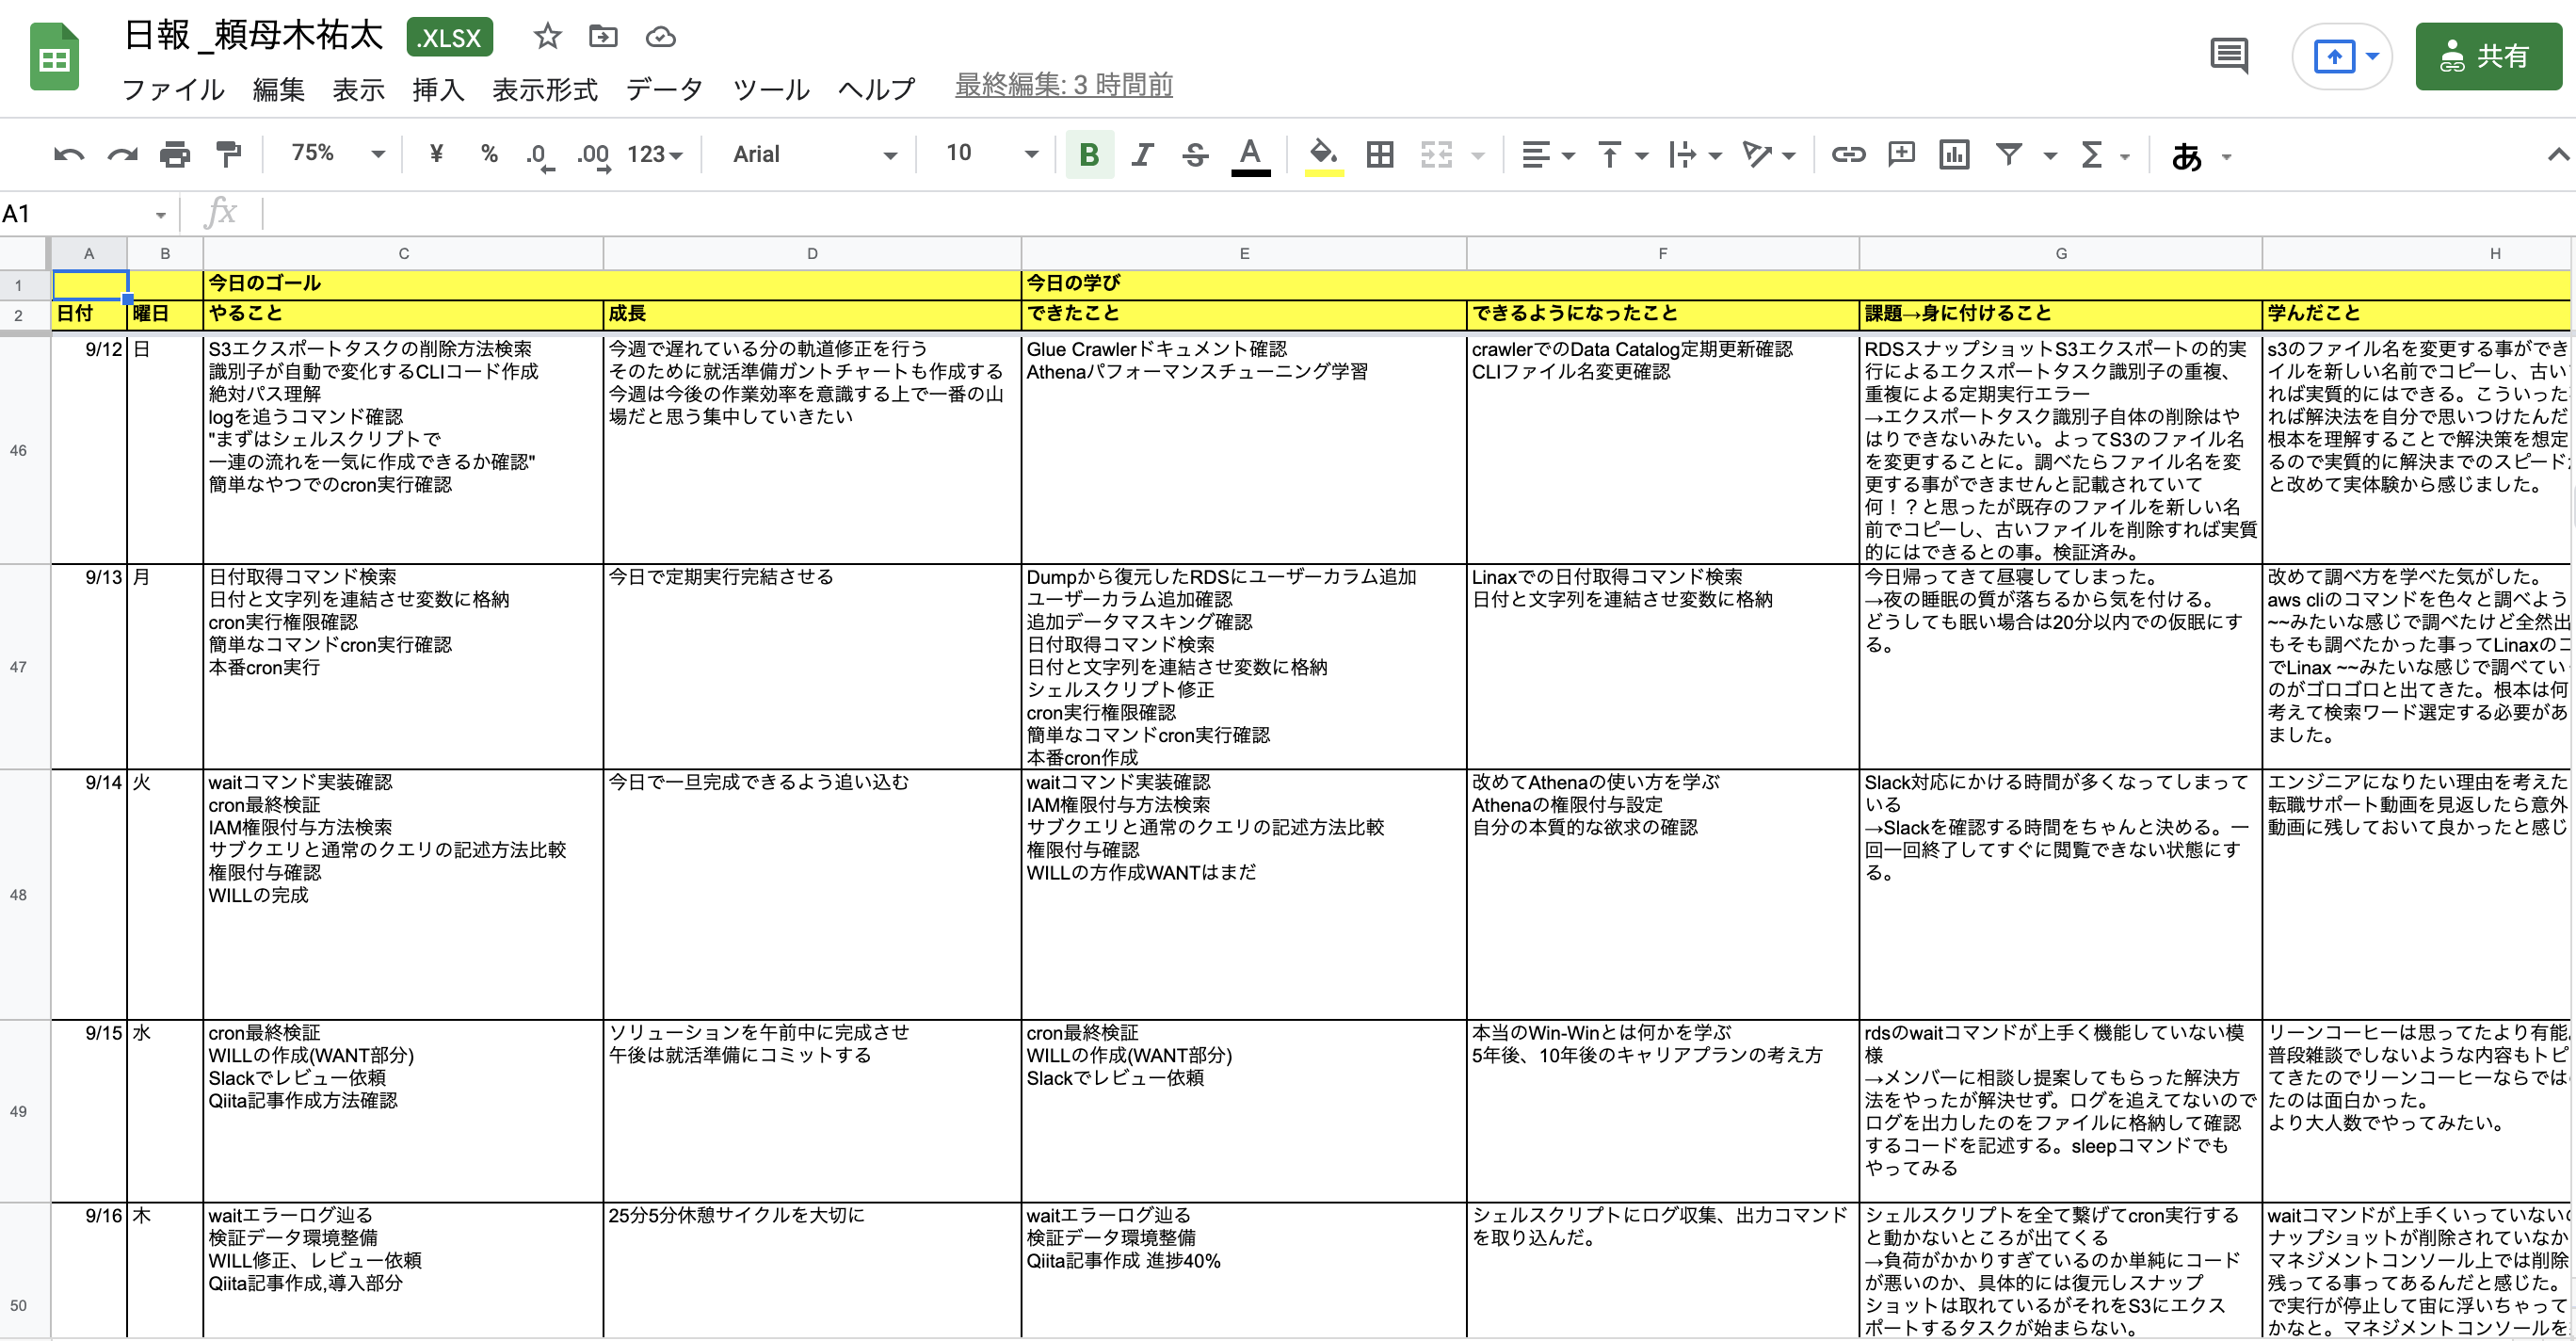 日報_頼母木祐太 .XLSX
ファイル 編集 表示 挿入 表示形式 データ ツール ヘルプ 最終編集: 3 時間前
共有
75% ¥ % .0 .00 123 Arial 10 B I S A Σ あ
A1 fx
A B C D E F G H
1 今日のゴール 今日の学び
2 日付 曜日 やること 成長 できたこと できるようになったこと 課題→身に付けること 学んだこと
46
9/12 日
S3エクスポートタスクの削除方法検索
識別子が自動で変化するCLIコード作成
絶対パス理解
logを追うコマンド確認
"まずはシェルスクリプトで
一連の流れを一気に作成できるか確認"
簡単なやつでのcron実行確認
今週で遅れている分の軌道修正を行う
そのために就活準備ガントチャートも作成する
今週は今後の作業効率を意識する上で一番の山
場だと思う集中していきたい
Glue Crawlerドキュメント確認
Athenaパフォーマンスチューニング学習
crawlerでのData Catalog定期更新確認
CLIファイル名変更確認
RDSスナップショットS3エクスポートの的実
行によるエクスポートタスク識別子の重複、
重複による定期実行エラー
→エクスポートタスク識別子自体の削除はや
はりできないみたい。よってS3のファイル名
を変更することに。調べたらファイル名を変
更する事ができませんと記載されていて
何！？と思ったが既存のファイルを新しい名
前でコピーし、古いファイルを削除すれば実質
的にはできるとの事。検証済み。
s3のファイル名を変更する事ができ
イルを新しい名前でコピーし、古い
れば実質的にはできる。こういった
れば解決法を自分で思いつけたんだ
根本を理解することで解決策を想定
るので実質的に解決までのスピード
と改めて実体験から感じました。
47
9/13 月
日付取得コマンド検索
日付と文字列を連結させ変数に格納
cron実行権限確認
簡単なコマンドcron実行確認
本番cron実行
今日で定期実行完結させる
Dumpから復元したRDSにユーザーカラム追加
ユーザーカラム追加確認
追加データマスキング確認
日付取得コマンド検索
日付と文字列を連結させ変数に格納
シェルスクリプト修正
cron実行権限確認
簡単なコマンドcron実行確認
本番cron作成
Linaxでの日付取得コマンド検索
日付と文字列を連結させ変数に格納
今日帰ってきて昼寝してしまった。
→夜の睡眠の質が落ちるから気を付ける。
どうしても眠い場合は20分以内での仮眠にす
る。
改めて調べ方を学べた気がした。
aws cliのコマンドを色々と調べよう
~~みたいな感じで調べたけど全然出
もそも調べたかった事ってLinaxのコ
でLinax ~~みたいな感じで調べてい
のがゴロゴロと出てきた。根本は何
考えて検索ワード選定する必要があ
ました。
48
9/14 火
waitコマンド実装確認
cron最終検証
IAM権限付与方法検索
サブクエリと通常のクエリの記述方法比較
権限付与確認
WILLの完成
今日で一旦完成できるよう追い込む
waitコマンド実装確認
IAM権限付与方法検索
サブクエリと通常のクエリの記述方法比較
権限付与確認
WILLの方作成WANTはまだ
改めてAthenaの使い方を学ぶ
Athenaの権限付与設定
自分の本質的な欲求の確認
Slack対応にかける時間が多くなってしまって
いる
→Slackを確認する時間をちゃんと決める。一
回一回終了してすぐに閲覧できない状態にす
る。
エンジニアになりたい理由を考えた
転職サポート動画を見返したら意外
動画に残しておいて良かったと感じ
49
9/15 水
cron最終検証
WILLの作成(WANT部分)
Slackでレビュー依頼
Qiita記事作成方法確認
ソリューションを午前中に完成させ
午後は就活準備にコミットする
cron最終検証
WILLの作成(WANT部分)
Slackでレビュー依頼
本当のWin-Winとは何かを学ぶ
5年後、10年後のキャリアプランの考え方
rdsのwaitコマンドが上手く機能していない模
様
→メンバーに相談し提案してもらった解決方
法をやったが解決せず。ログを追えてないので
ログを出力したのをファイルに格納して確認
するコードを記述する。sleepコマンドでも
やってみる
リーンコーヒーは思ってたより有能
普段雑談でしないような内容もトピ
てきたのでリーンコーヒーならでは
たのは面白かった。
より大人数でやってみたい。
50
9/16 木
waitエラーログ辿る
検証データ環境整備
WILL修正、レビュー依頼
Qiita記事作成,導入部分
25分5分休憩サイクルを大切に
waitエラーログ辿る
検証データ環境整備
Qiita記事作成 進捗40%
シェルスクリプトにログ収集、出力コマンド
を取り込んだ。
シェルスクリプトを全て繋げてcron実行する
と動かないところが出てくる
→負荷がかかりすぎているのか単純にコード
が悪いのか、具体的には復元しスナップ
ショットは取れているがそれをS3にエクス
ポートするタスクが始まらない。
waitコマンドが上手くいっていない
ナップショットが削除されていなか
マネジメントコンソール上では削除
残ってる事ってあるんだと感じた。
で実行が停止して宙に浮いちゃって
かなと。マネジメントコンソールを